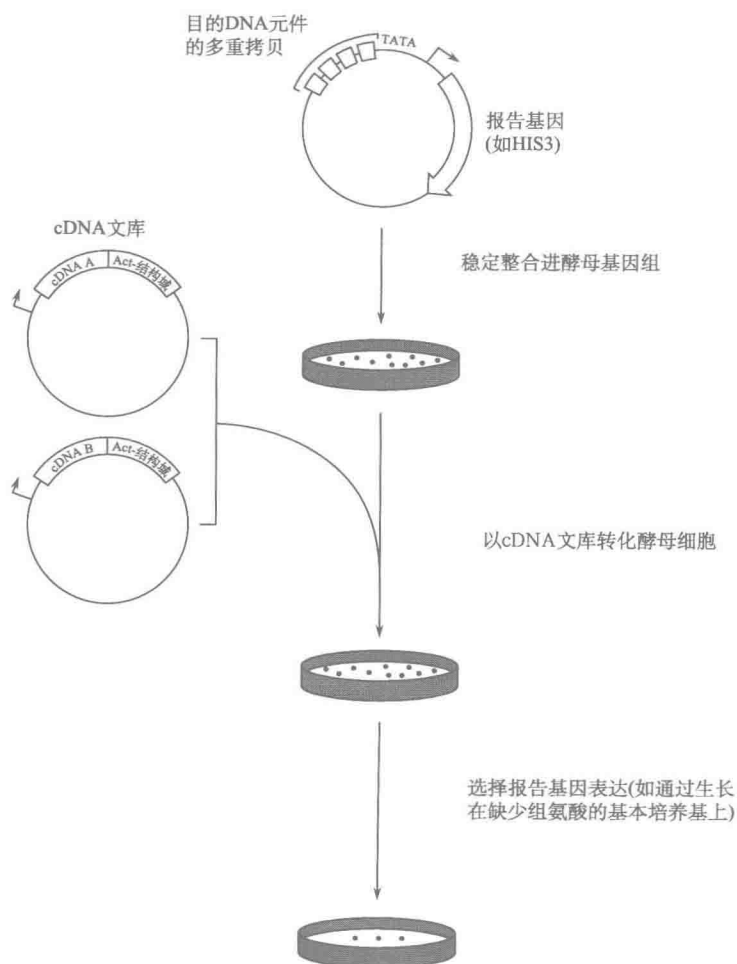 目的DNA元件
的多重拷贝
TATA
报告基因
(如HIS3)
稳定整合进酵母基因组
cDNA文库
cDNA A
Act-结构域
cDNA B
Act-结构域
以cDNA文库转化酵母细胞
选择报告基因表达(如通过生长
在缺少组氨酸的基本培养基上)